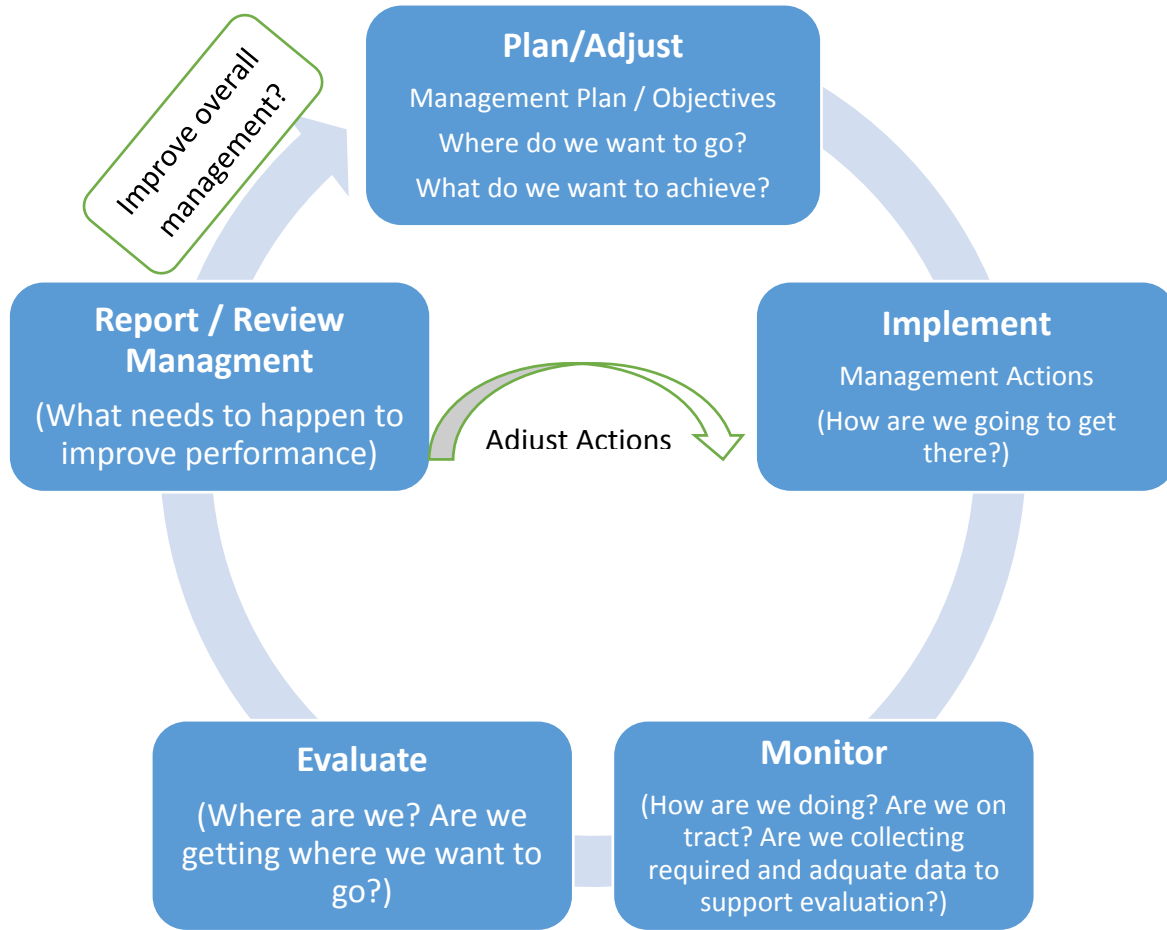 Plan/Adjust
Management Plan / Objectives
Where do we want to go?
What do we want to achieve?
Improve overall
management?
Report / Review
Managment
(What needs to happen to
improve performance)
Adjust Actions
Implement
Management Actions
(How are we going to get
there?)
Evaluate
(Where are we? Are we
getting where we want to
go?)
Monitor
(How are we doing? Are we on
tract? Are we collecting
required and adquate data to
support evaluation?)